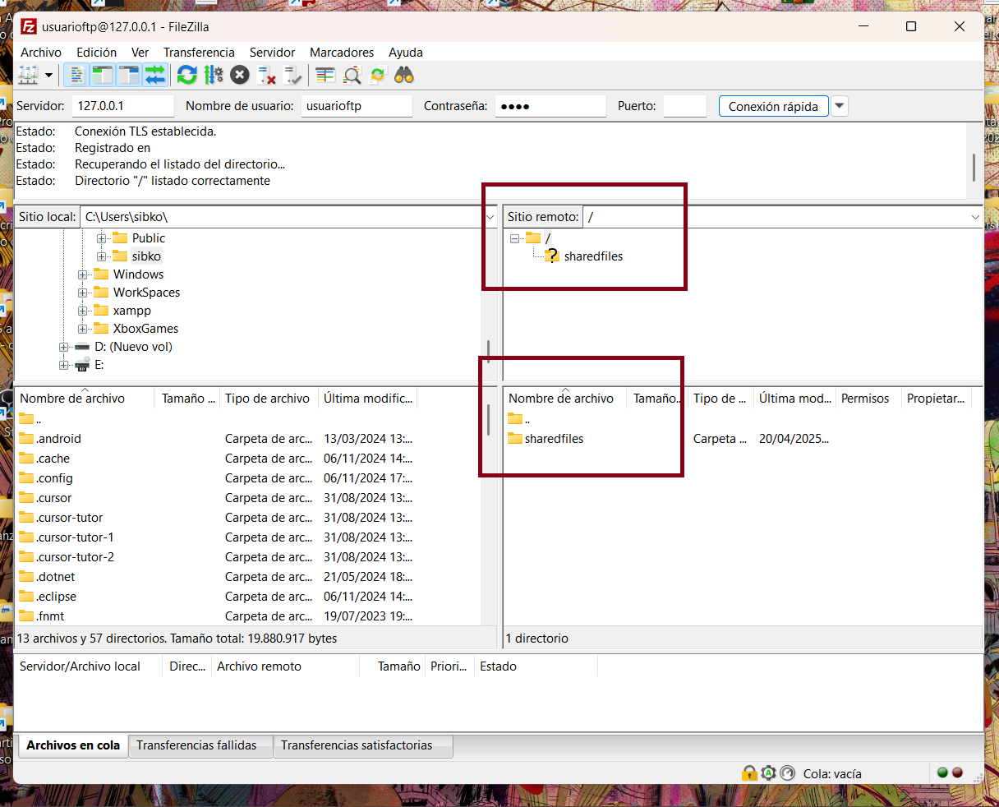 usuarioftp@127.0.0.1 - FileZilla
Archivo Edición Ver Transferencia Servidor Marcadores Ayuda
Servidor: 127.0.0.1 Nombre de usuario: usuarioftp Contraseña: ●●●● Puerto: Conexión rápida
Estado: Conexión TLS establecida.
Estado: Registrado en
Estado: Recuperando el listado del directorio...
Estado: Directorio "/" listado correctamente
Sitio local: C:\Users\sibko\
Public
sibko
Windows
WorkSpaces
xampp
XboxGames
D: (Nuevo vol)
E:
Sitio remoto: /
/
sharedfiles
Nombre de archivo Tamaño ... Tipo de archivo Última modific...
..
.android Carpeta de arc... 13/03/2024 13:...
.cache Carpeta de arc... 06/11/2024 14:...
.config Carpeta de arc... 06/11/2024 17:...
.cursor Carpeta de arc... 31/08/2024 13:...
.cursor-tutor Carpeta de arc... 31/08/2024 13:...
.cursor-tutor-1 Carpeta de arc... 31/08/2024 13:...
.cursor-tutor-2 Carpeta de arc... 31/08/2024 13:...
.dotnet Carpeta de arc... 21/05/2024 18:...
.eclipse Carpeta de arc... 06/11/2024 14:...
.fnmt Carpeta de arc... 19/07/2023 19:...
13 archivos y 57 directorios. Tamaño total: 19.880.917 bytes
Nombre de archivo Tamaño... Tipo de ... Última mod... Permisos Propietar...
..
sharedfiles Carpeta ... 20/04/2025...
1 directorio
Servidor/Archivo local Direc... Archivo remoto Tamaño Priori... Estado
Archivos en cola Transferencias fallidas Transferencias satisfactorias
Cola: vacía